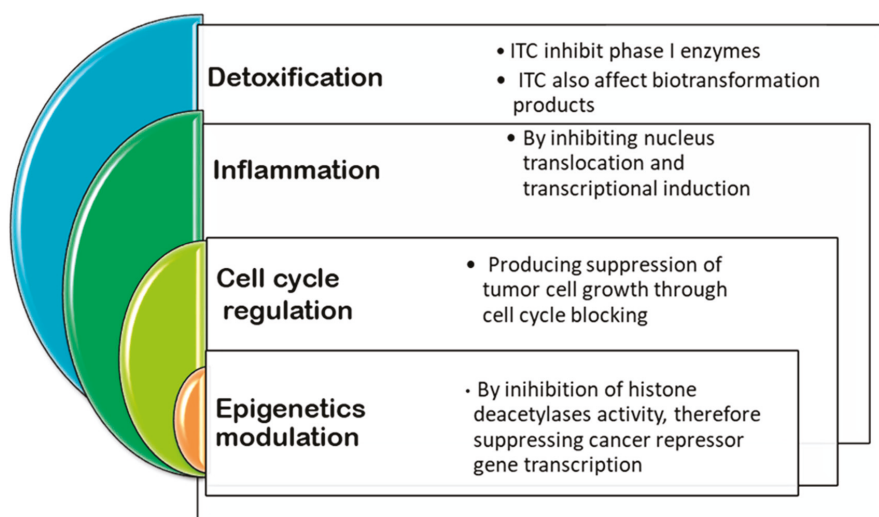 Detoxification
• ITC inhibit phase I enzymes
• ITC also affect biotransformation
products
Inflammation
• By inhibiting nucleus
translocation and
transcriptional induction
Cell cycle
regulation
• Producing suppression of
tumor cell growth through
cell cycle blocking
Epigenetics
modulation
• By inihibition of histone
deacetylases activity, therefore
suppressing cancer repressor
gene transcription